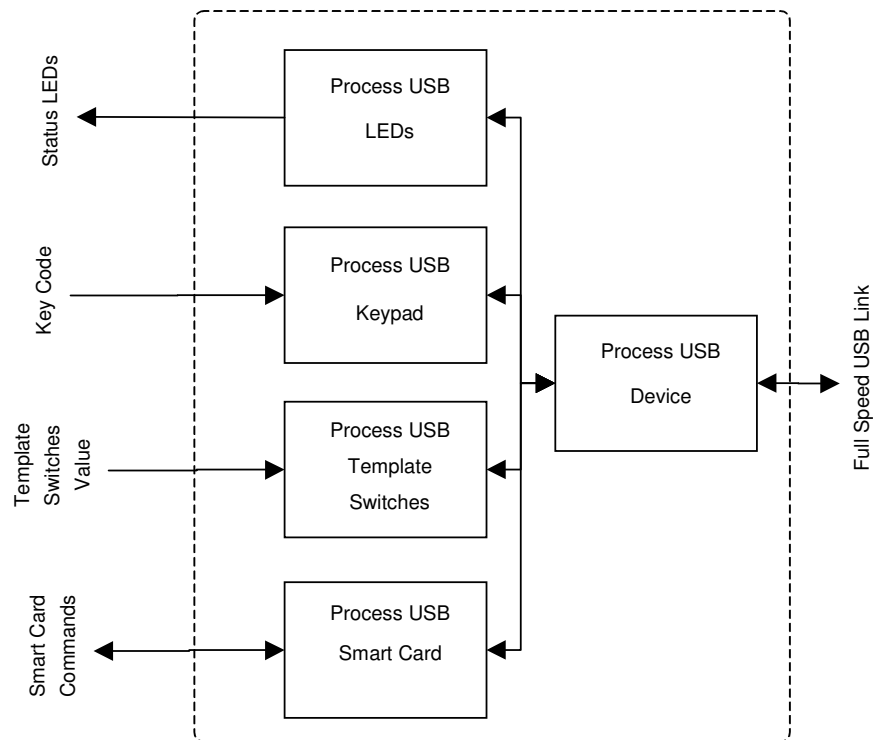 Status LEDs
Process USB
LEDs
Key Code
Process USB
Keypad
Process USB
Device
Full Speed USB Link
Template
Switches
Value
Process USB
Template
Switches
Smart Card
Commands
Process USB
Smart Card